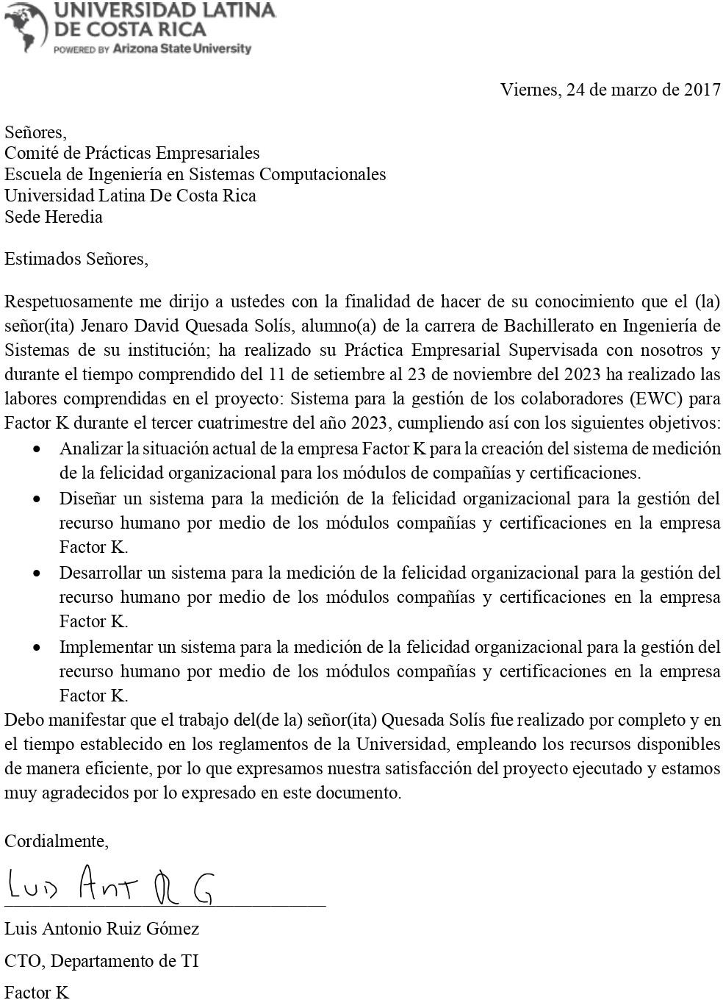 UNIVERSIDAD LATINA
DE COSTA RICA
POWERED BY Arizona State University
Viernes, 24 de marzo de 2017
Señores,
Comité de Prácticas Empresariales
Escuela de Ingeniería en Sistemas Computacionales
Universidad Latina De Costa Rica
Sede Heredia
Estimados Señores,
Respetuosamente me dirijo a ustedes con la finalidad de hacer de su conocimiento que el (la)
señor(ita) Jenaro David Quesada Solís, alumno(a) de la carrera de Bachillerato en Ingeniería de
Sistemas de su institución; ha realizado su Práctica Empresarial Supervisada con nosotros y
durante el tiempo comprendido del 11 de setiembre al 23 de noviembre del 2023 ha realizado las
labores comprendidas en el proyecto: Sistema para la gestión de los colaboradores (EWC) para
Factor K durante el tercer cuatrimestre del año 2023, cumpliendo así con los siguientes objetivos:
• Analizar la situación actual de la empresa Factor K para la creación del sistema de medición
de la felicidad organizacional para los módulos de compañías y certificaciones.
• Diseñar un sistema para la medición de la felicidad organizacional para la gestión del
recurso humano por medio de los módulos compañías y certificaciones en la empresa
Factor K.
• Desarrollar un sistema para la medición de la felicidad organizacional para la gestión del
recurso humano por medio de los módulos compañías y certificaciones en la empresa
Factor K.
• Implementar un sistema para la medición de la felicidad organizacional para la gestión del
recurso humano por medio de los módulos compañías y certificaciones en la empresa
Factor K.
Debo manifestar que el trabajo del(de la) señor(ita) Quesada Solís fue realizado por completo y en
el tiempo establecido en los reglamentos de la Universidad, empleando los recursos disponibles
de manera eficiente, por lo que expresamos nuestra satisfacción del proyecto ejecutado y estamos
muy agradecidos por lo expresado en este documento.
Cordialmente,
Luis Ant R G
Luis Antonio Ruiz Gómez
CTO, Departamento de TI
Factor K